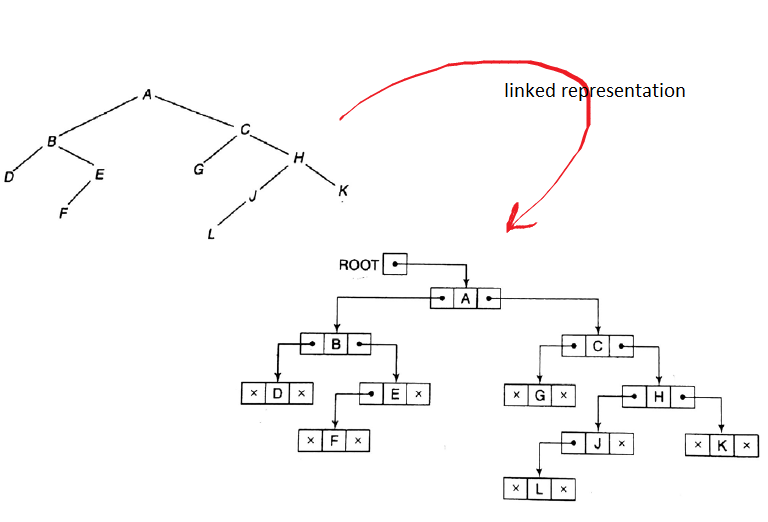 linked representation
A
B C
D E G H
F J K
L
ROOT
A
B C
× D × E × × G × H
× F × J × × K ×
× L ×